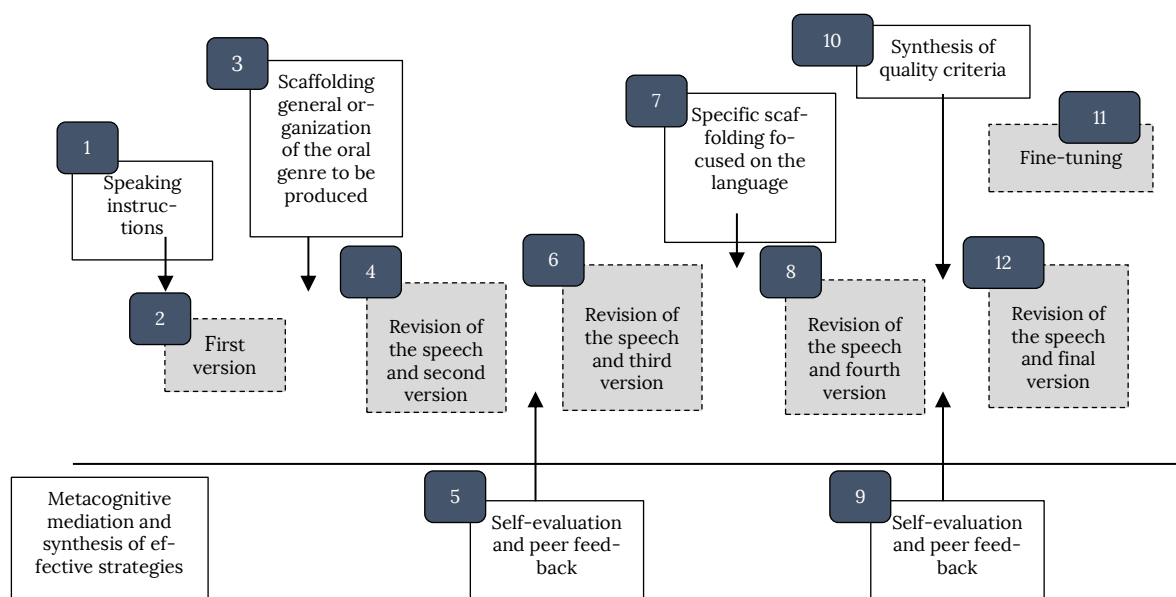 1
Speaking
instruc-
tions
2
First
version
3
Scaffolding
general or-
ganization
of the oral
genre to be
produced
4
Revision of
the speech
and second
version
5
Self-evaluation
and peer feed-
back
6
Revision of
the speech
and third
version
7
Specific scaf-
folding fo-
cused on the
language
8
Revision of
the speech
and fourth
version
9
Self-evaluation
and peer feed-
back
10
Synthesis of
quality criteria
11
Fine-tuning
12
Revision of
the speech
and final
version
Metacognitive
mediation and
synthesis of ef-
fective strategies